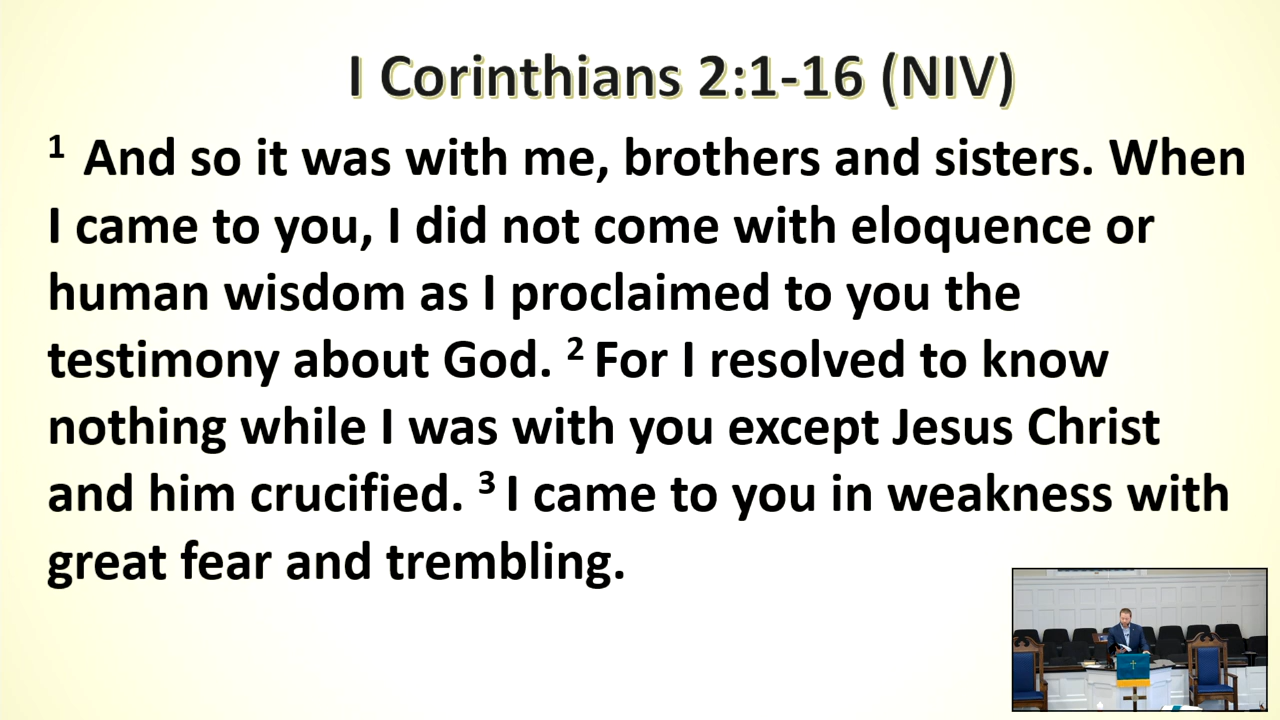 I Corinthians 2:1-16 (NIV)
1 And so it was with me, brothers and sisters. When
I came to you, I did not come with eloquence or
human wisdom as I proclaimed to you the
testimony about God. 2 For I resolved to know
nothing while I was with you except Jesus Christ
and him crucified. 3 I came to you in weakness with
great fear and trembling.